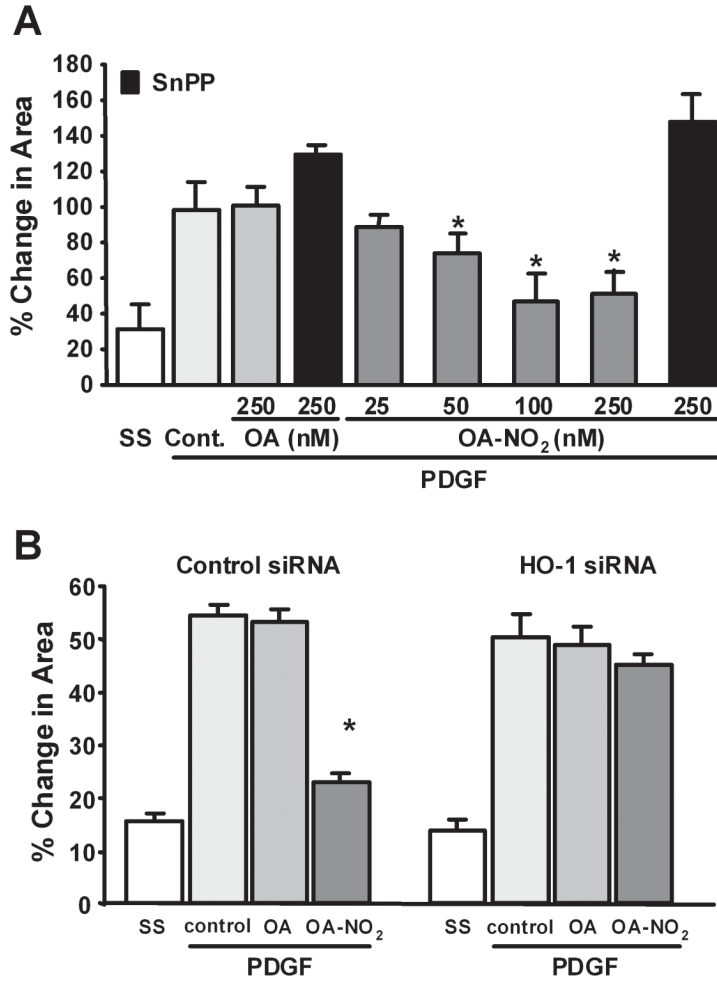 A
% Change in Area
180
160
140
120
100
80
60
40
20
0
SnPP
250 250 25 50 100 250 250
SS Cont. OA (nM) OA-NO₂ (nM)
PDGF
* * *
B
Control siRNA HO-1 siRNA
% Change in Area
60
50
40
30
20
10
0
*
SS control OA OA-NO₂ SS control OA OA-NO₂
PDGF PDGF